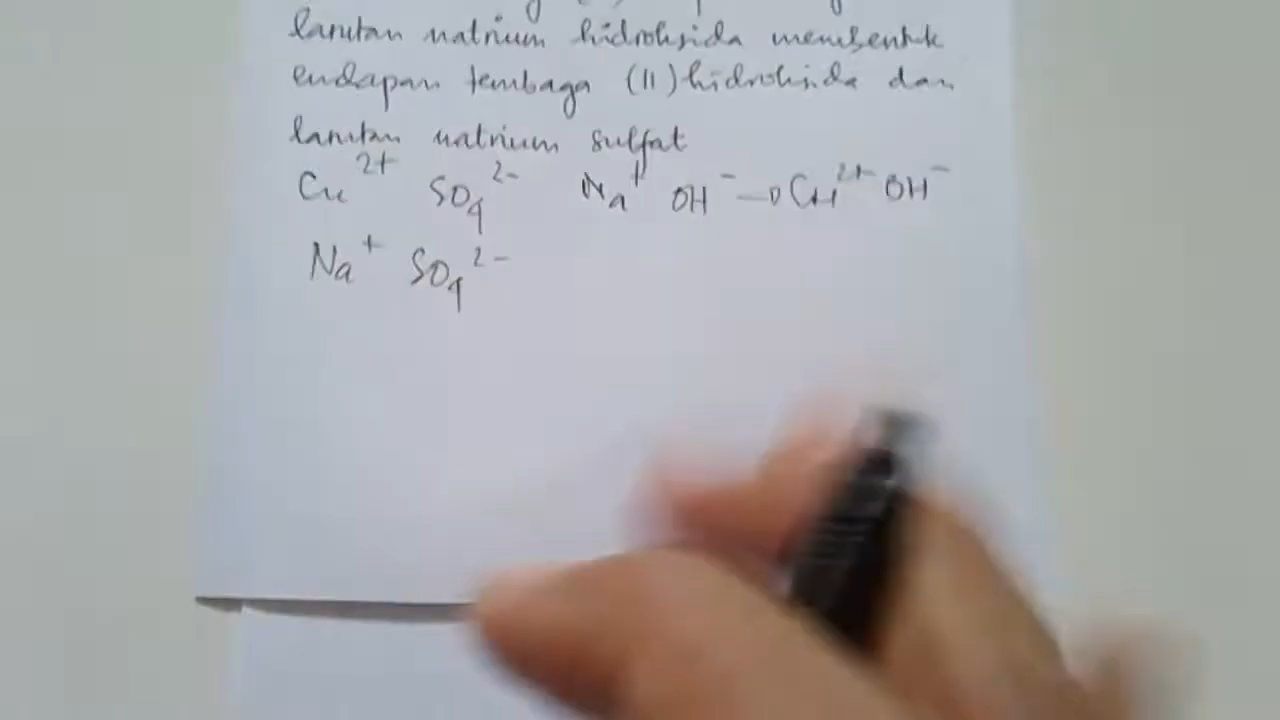 larutan natrium hidroksida membentuk
endapan tembaga (II) hidroksida dan
larutan natrium sulfat
Cu²⁺ SO₄²⁻ Na⁺ OH⁻ → Cu²⁺ OH⁻
Na⁺ SO₄²⁻